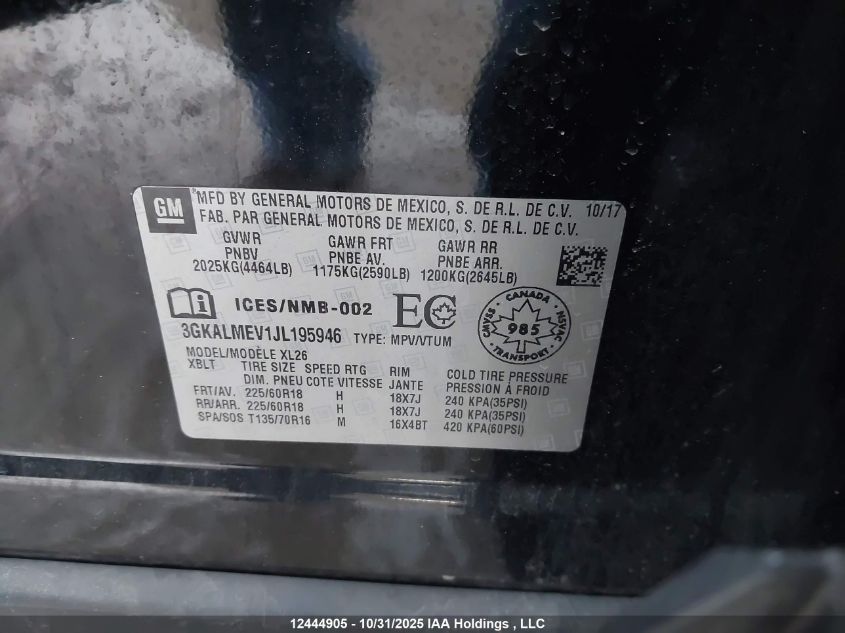 GM
MFD BY GENERAL MOTORS DE MEXICO, S. DE R.L. DE C.V. 10/17
FAB. PAR GENERAL MOTORS DE MEXICO, S. DE R.L. DE C.V.
GVWR GAWR FRT GAWR RR
PNBV PNBE AV. PNBE ARR.
2025KG(4464LB) 1175KG(2590LB) 1200KG(2645LB)
i ICES/NMB-002 EC CANADA CMVSS 985 NSVAC TRANSPORT
3GKALMEV1JL195946 TYPE: MPV/VTUM
MODEL/MODÈLE XL26
XBLT TIRE SIZE SPEED RTG RIM COLD TIRE PRESSURE
DIM. PNEU COTE VITESSE JANTE PRESSION À FROID
FRT/AV. 225/60R18 H 18X7J 240 KPA(35PSI)
RR/ARR. 225/60R18 H 18X7J 240 KPA(35PSI)
SPA/SOS T135/70R16 M 16X4BT 420 KPA(60PSI)
12444905 - 10/31/2025 IAA Holdings , LLC